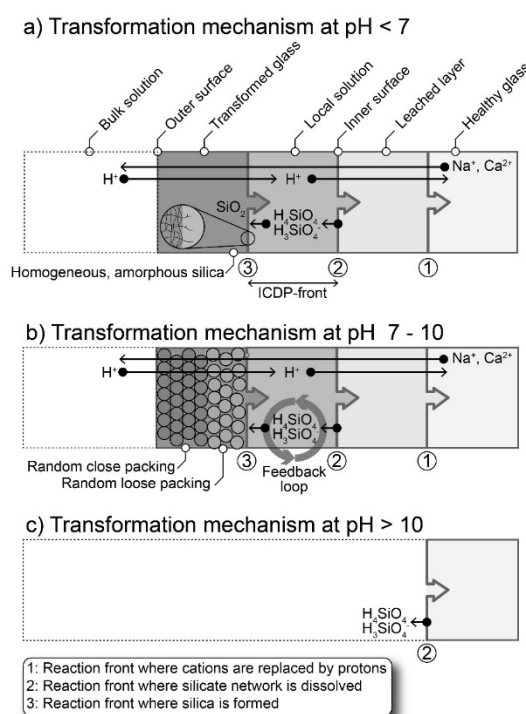 a) Transformation mechanism at pH < 7
Bulk solution
Outer surface
Transformed glass
Local solution
Inner surface
Leached layer
Healthy glass
Na⁺, Ca²⁺
H⁺
H⁺
SiO₂
H₄SiO₄
H₃SiO₄⁻
Homogeneous, amorphous silica
3
2
1
ICDP-front
b) Transformation mechanism at pH 7 - 10
Na⁺, Ca²⁺
H⁺
H⁺
H₄SiO₄
H₃SiO₄⁻
Random close packing
Random loose packing
3
Feedback
loop
2
1
c) Transformation mechanism at pH > 10
H₄SiO₄
H₃SiO₄⁻
2
1: Reaction front where cations are replaced by protons
2: Reaction front where silicate network is dissolved
3: Reaction front where silica is formed